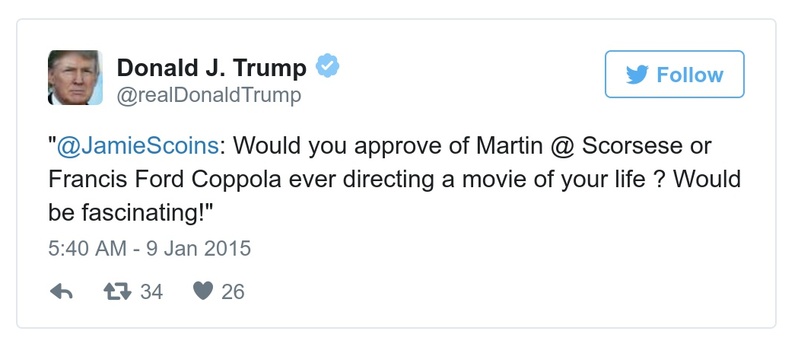 Donald J. Trump
@realDonaldTrump
Follow
"@JamieScoins: Would you approve of Martin @ Scorsese or
Francis Ford Coppola ever directing a movie of your life ? Would
be fascinating!"
5:40 AM - 9 Jan 2015
34 26